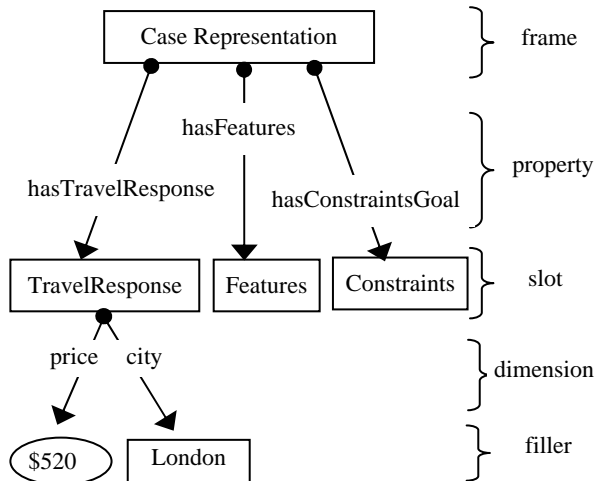 Case Representation
frame
hasFeatures
property
hasTravelResponse
hasConstraintsGoal
TravelResponse
Features
Constraints
slot
price
city
dimension
$520
London
filler